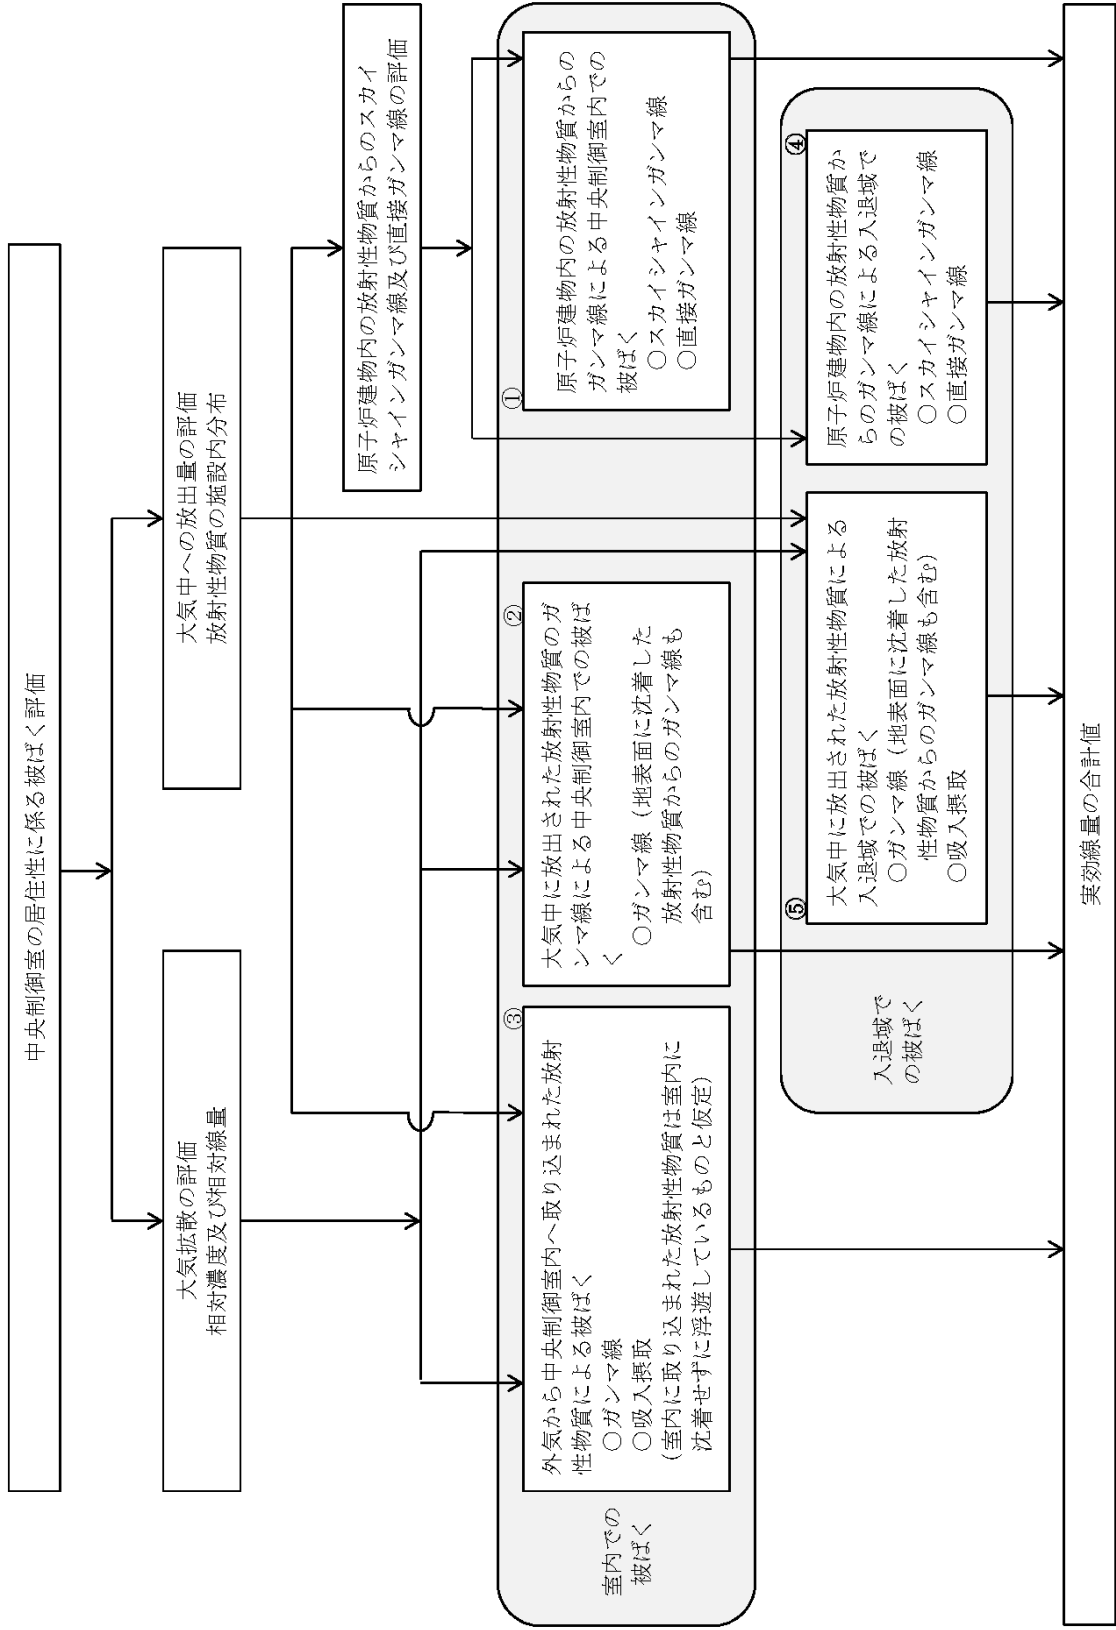 中央制御室の居住性に係る被ばく評価
大気拡散の評価
相対濃度及び相対線量
大気中への放出量の評価
放射性物質の施設内分布
原子炉建物内の放射性物質からのスカイ
シャインガンマ線及び直接ガンマ線の評価
室内での
被ばく
③
外気から中央制御室内へ取り込まれた放射
性物質による被ばく
○ガンマ線
○吸入摂取
(室内に取り込まれた放射性物質は室内に
沈着せずに浮遊しているものと仮定)
②
大気中に放出された放射性物質のガ
ンマ線による中央制御室内での被ば
く
○ガンマ線（地表面に沈着した
放射性物質からのガンマ線も
含む）
①
原子炉建物内の放射性物質からの
ガンマ線による中央制御室内での
被ばく
○スカイシャインガンマ線
○直接ガンマ線
入退域で
の被ばく
⑤
大気中に放出された放射性物質による
入退域での被ばく
○ガンマ線（地表面に沈着した放射
性物質からのガンマ線も含む）
○吸入摂取
④
原子炉建物内の放射性物質か
らのガンマ線による入退域で
の被ばく
○スカイシャインガンマ線
○直接ガンマ線
実効線量の合計値